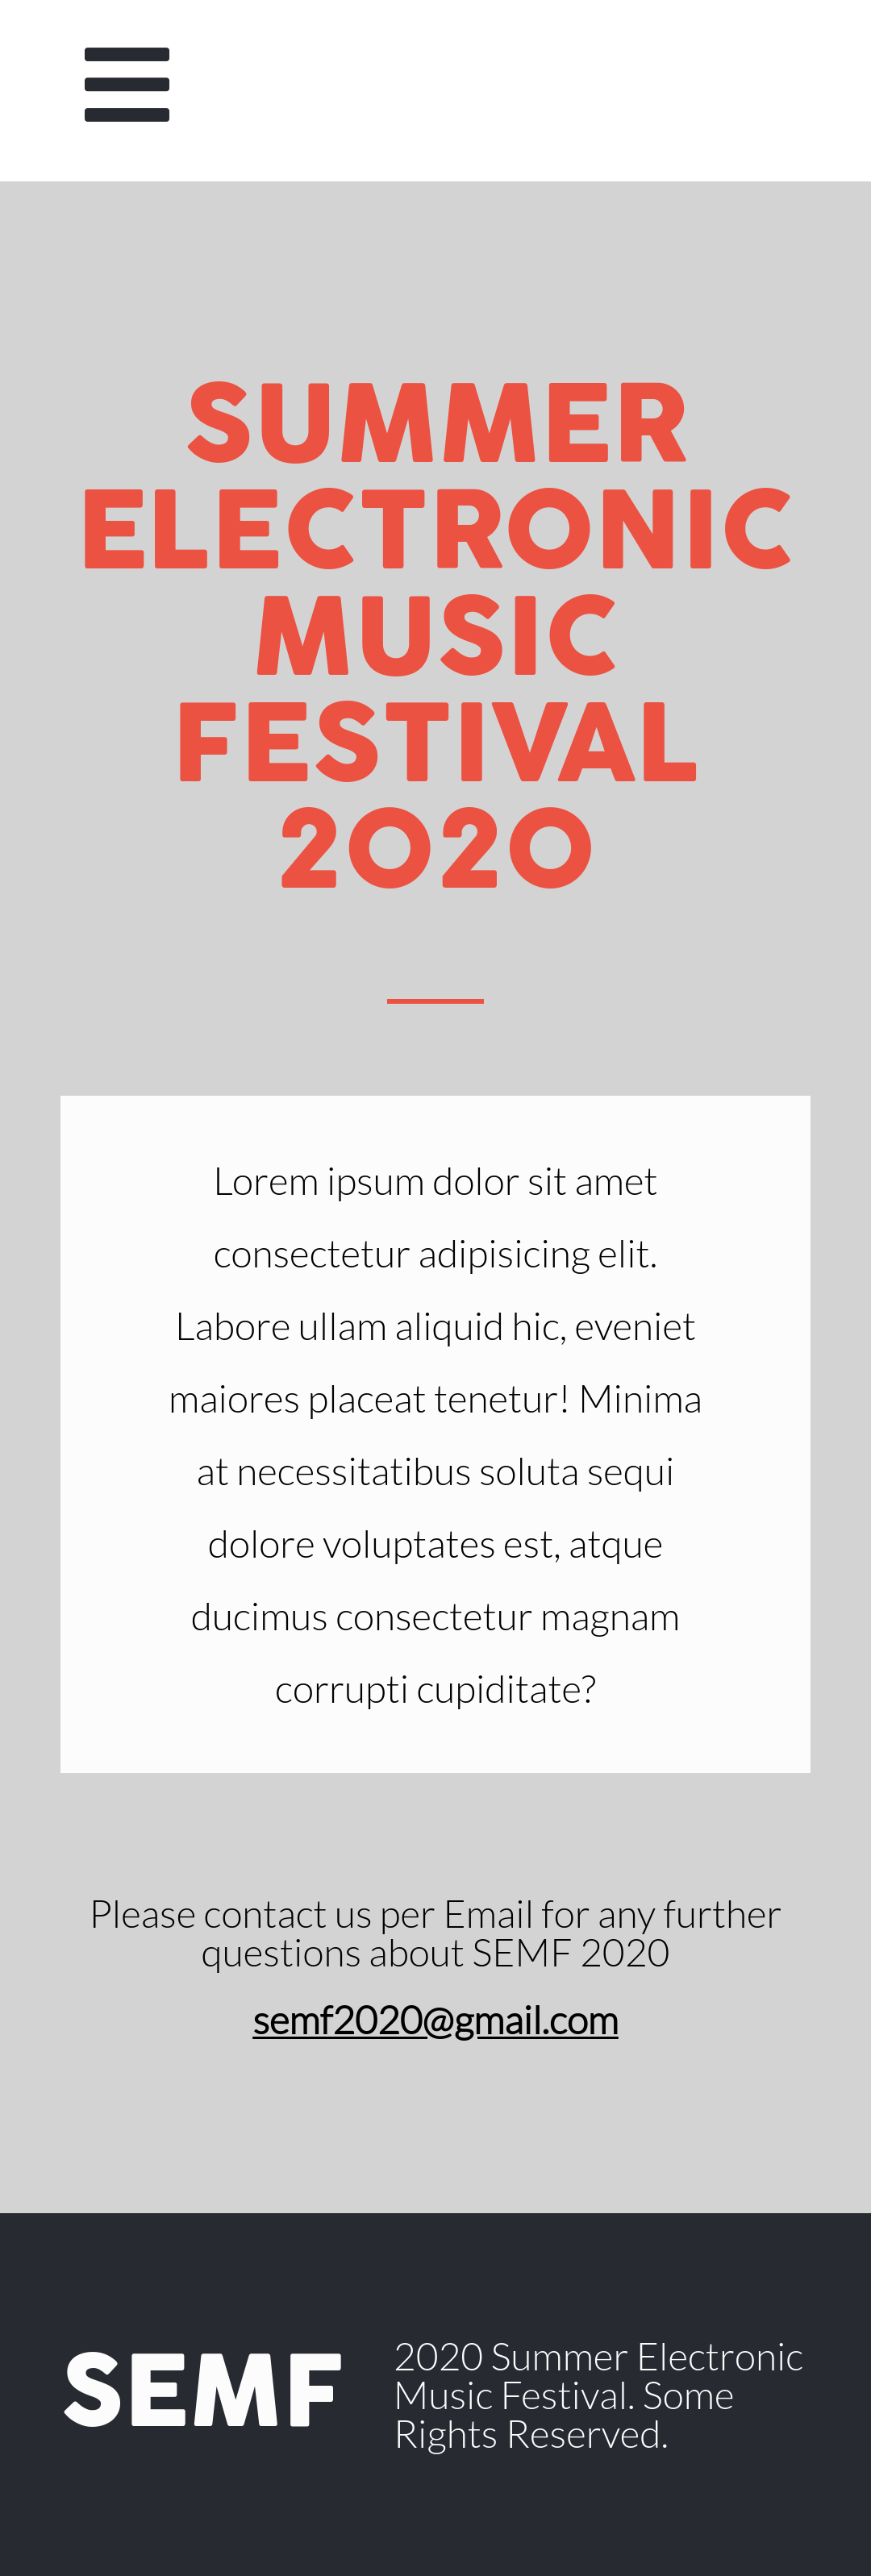 SUMMER
ELECTRONIC
MUSIC
FESTIVAL
2020
Lorem ipsum dolor sit amet
consectetur adipisicing elit.
Labore ullam aliquid hic, eveniet
maiores placeat tenetur! Minima
at necessitatibus soluta sequi
dolore voluptates est, atque
ducimus consectetur magnam
corrupti cupiditate?
Please contact us per Email for any further
questions about SEMF 2020
semf2020@gmail.com
SEMF
2020 Summer Electronic
Music Festival. Some
Rights Reserved.